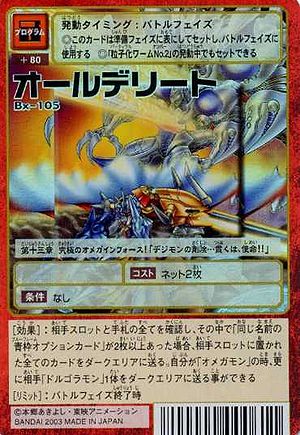 プログラム
+80
発動タイミング:バトルフェイズ
◎このカードは準備フェイズに表にしてセットし、バトルフェイズに
使用する ◎「粒子化ワームNo.2」の発動中でもセットできる
オールデリート
Bx-105
第十三章 究極のオメガインフォース!「デジモンの剣決…貫くは、使命!!」
コスト ネット2枚
条件 なし
[効果]:相手スロットと手札の全てを確認し、その中で「同じ名前の
青枠オプションカード」が2枚以上あった場合、相手スロットに置かれ
た全てのカードをダークエリアに送る。自分が「オメガモン」の時、更
に相手の「ドルゴラモン」1体をダークエリアに送る事ができる
[リミット]:バトルフェイズ終了時
©本郷あきよし・東映アニメーション
BANDAI 2003 MADE IN JAPAN